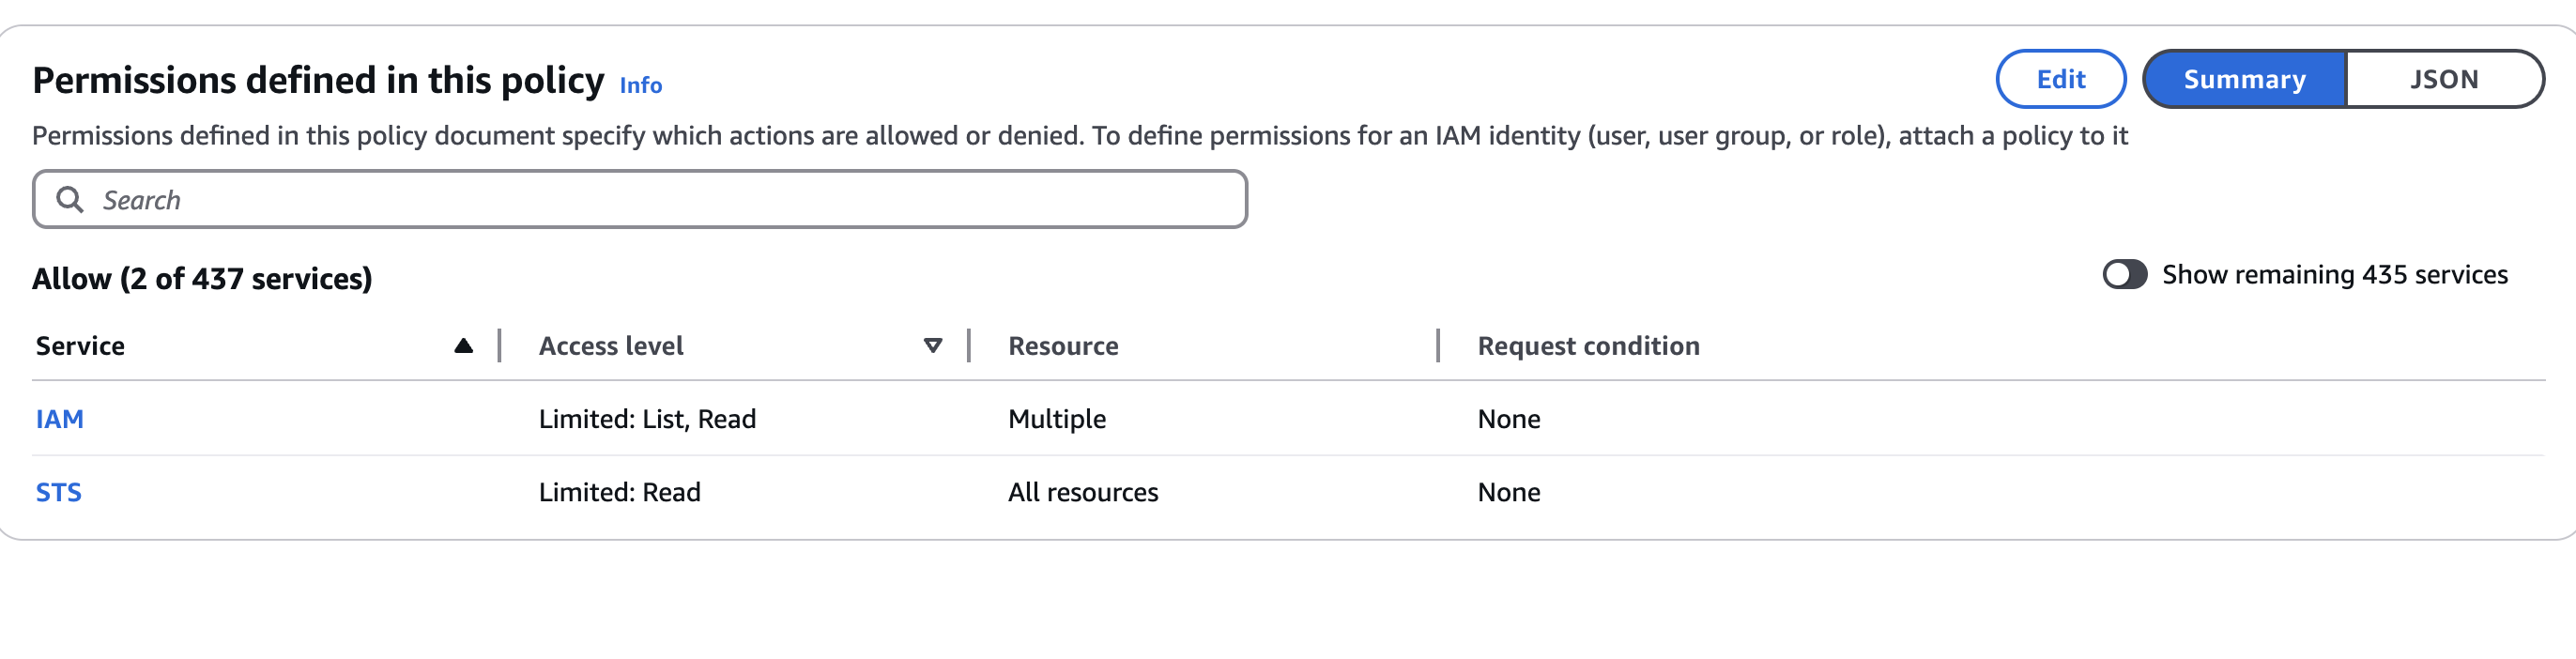 Permissions defined in this policy Info
Edit Summary JSON
Permissions defined in this policy document specify which actions are allowed or denied. To define permissions for an IAM identity (user, user group, or role), attach a policy to it
Search
Allow (2 of 437 services)
Show remaining 435 services
Service Access level Resource Request condition
IAM Limited: List, Read Multiple None
STS Limited: Read All resources None